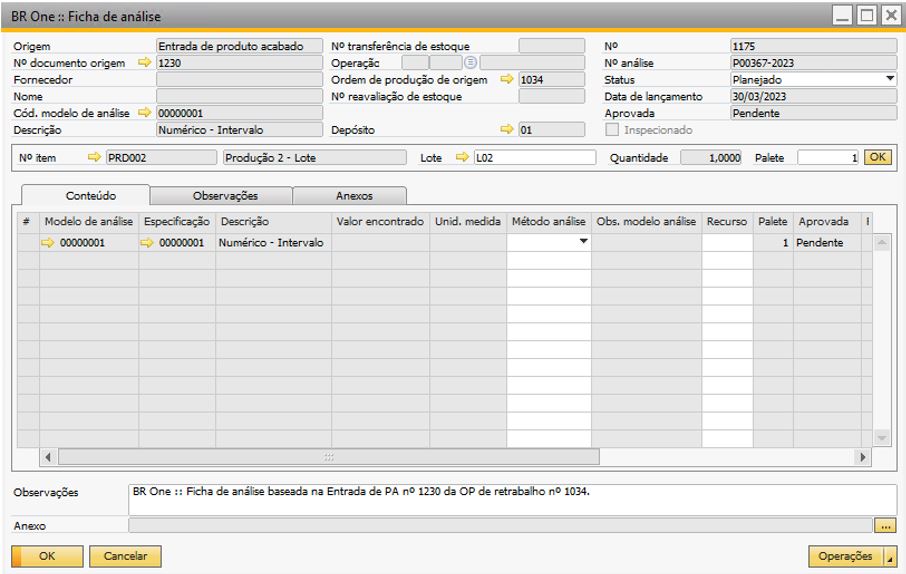 BR One :: Ficha de análise
Origem Entrada de produto acabado Nº transferência de estoque Nº 1175
Nº documento origem 1230 Operaçãc Nº análise P00367-2023
Fornecedor Ordem de produção de origem 1034 Status Planejado
Nome Nº reavaliação de estoque Data de lançamento 30/03/2023
Cód. modelo de análise 00000001 Aprovada Pendente
Descrição Numérico - Intervalo Depósito 01 Inspecionado
Nº item PRD002 Produção 2 - Lote Lote L02 Quantidade 1,0000 Palete 1 OK
Conteúdo Observações Anexos
# Modelo de análise Especificação Descrição Valor encontrado Unid. medida Método análise Obs. modelo análise Recurso Palete Aprovada
00000001 00000001 Numérico - Intervalo 1 Pendente
Observações BR One :: Ficha de análise baseada na Entrada de PA nº 1230 da OP de retrabalho nº 1034.
Anexo ...
OK Cancelar Operações